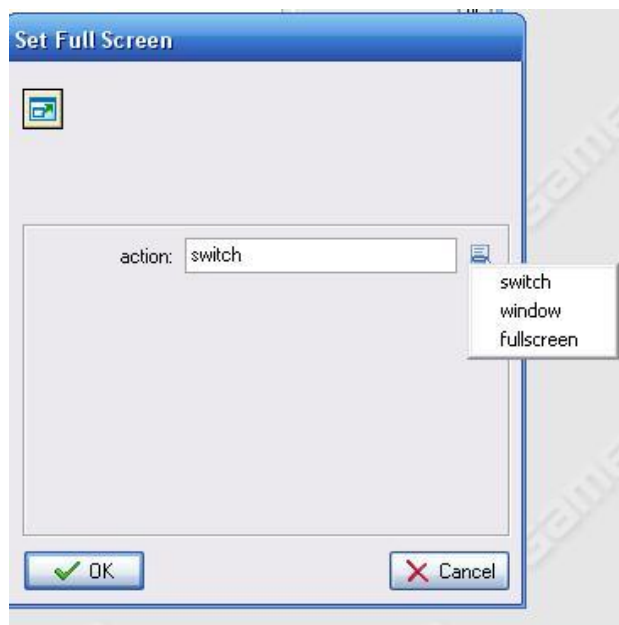 Set Full Screen
action:
switch
switch
window
fullscreen
OK
Cancel